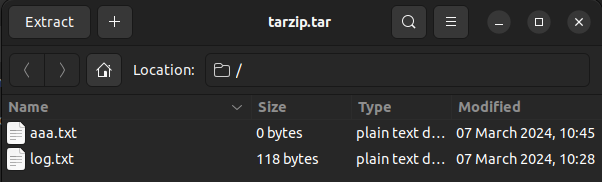 Extract tarzip.tar
Location: /
Name Size Type Modified
aaa.txt 0 bytes plain text d… 07 March 2024, 10:45
log.txt 118 bytes plain text d… 07 March 2024, 10:28